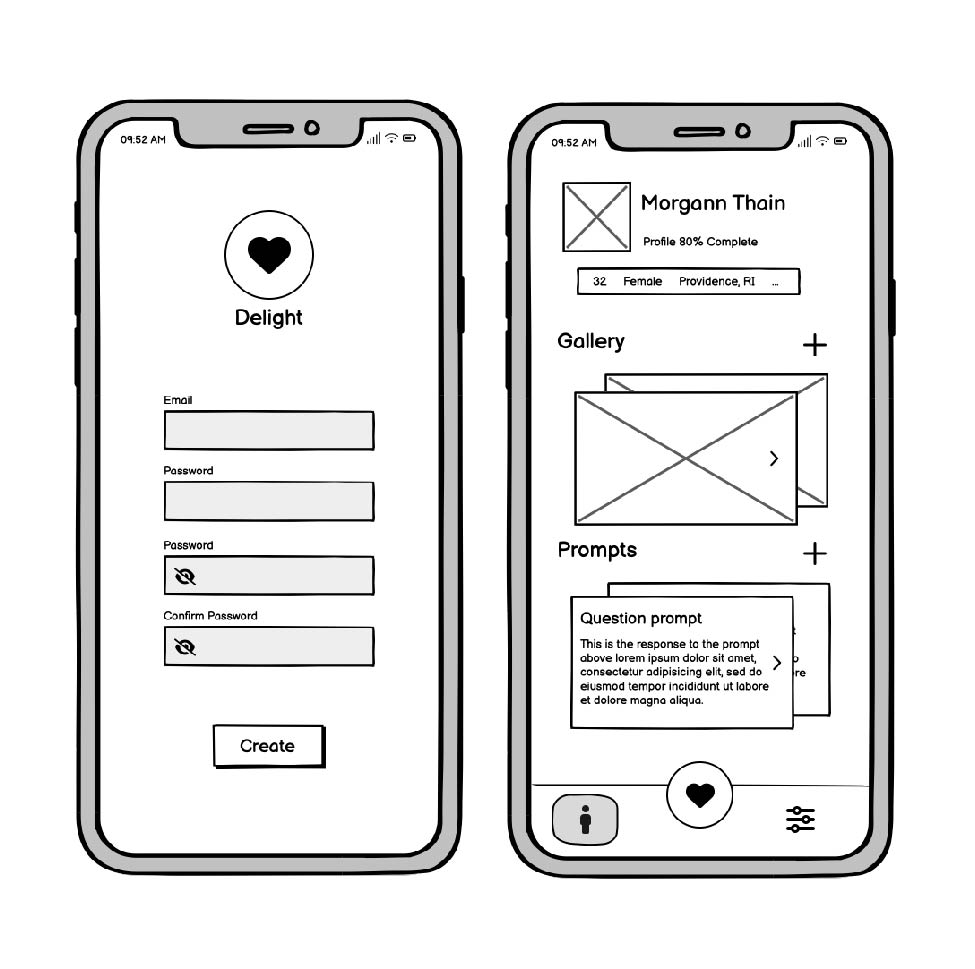 09:52 AM
Delight
Email
Password
Password
Confirm Password
Create
09:52 AM
Morgann Thain
Profile 80% Complete
32 Female Providence, RI ...
Gallery
Prompts
Question prompt
This is the response to the prompt
above lorem ipsum dolor sit amet,
consectetur adipisicing elit, sed do
eiusmod tempor incididunt ut labore
et dolore magna aliqua.